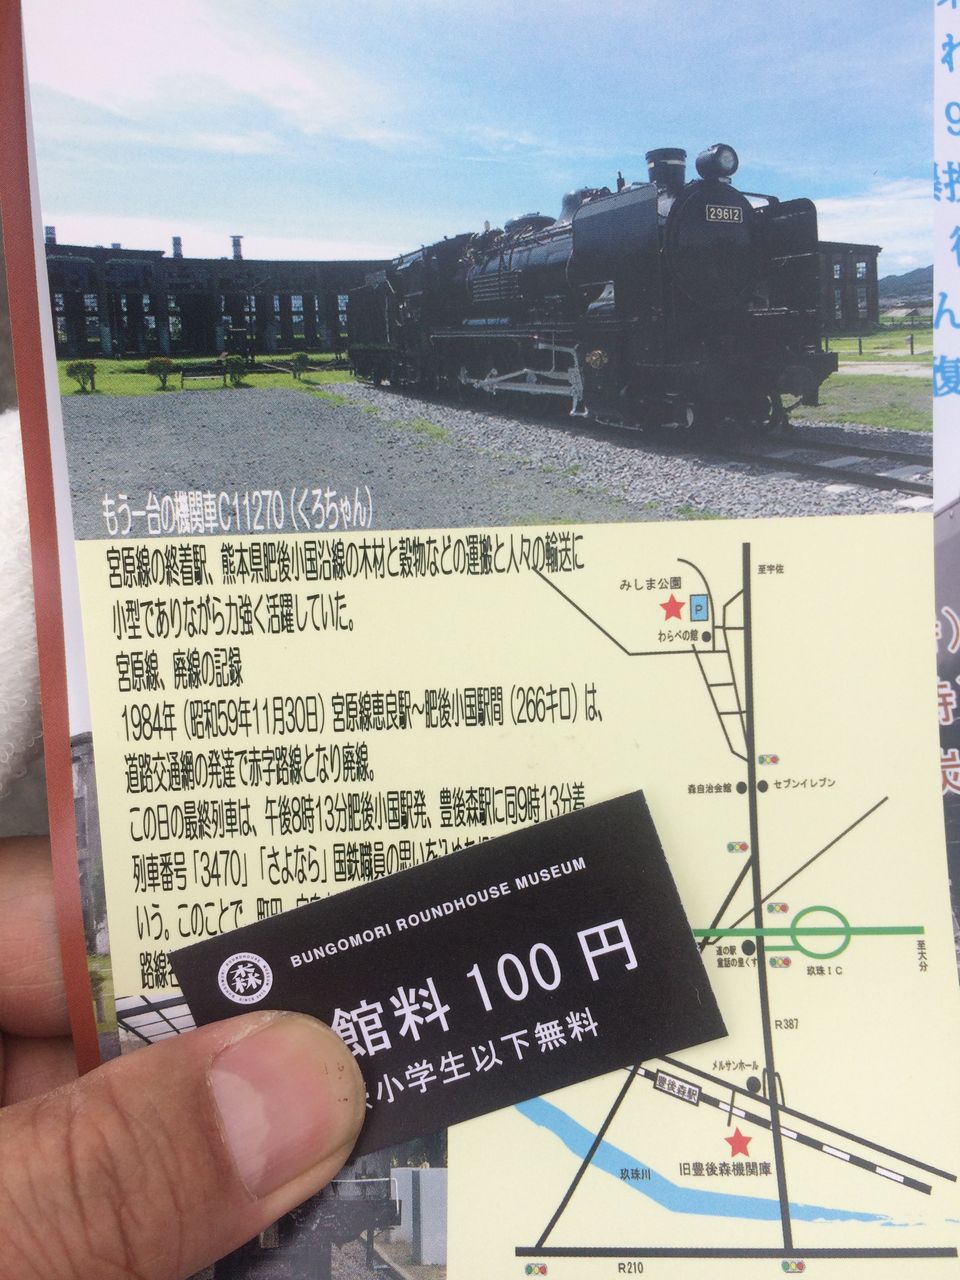 29612
もう一台の機関車C11270(くろちゃん)
宮原線の終着駅、熊本県肥後小国沿線の木材と穀物などの運搬と人々の輸送に
小型でありながら力強く活躍していた。
宮原線、廃線の記録
1984年(昭和59年11月30日)宮原線恵良駅~肥後小国駅間(266キロ)は、
道路交通網の発達で赤字路線となり廃線。
この日の最終列車は、午後8時13分肥後小国駅発、豊後森駅に同9時13分着
列車番号「3470」「さよなら」国鉄職員の思いを込めた
いう。このことで、町田
路線
BUNGOMORI ROUNDHOUSE MUSEUM
森
館料 100 円
小学生以下無料
至宇佐
みしま公園
P
わらべの館
森自治会館
セブンイレブン
道の駅
童話の里くす
玖珠IC
至大分
R387
メルサンホール
豊後森駅
旧豊後森機関庫
玖珠川
R210
わ
9
ん
復